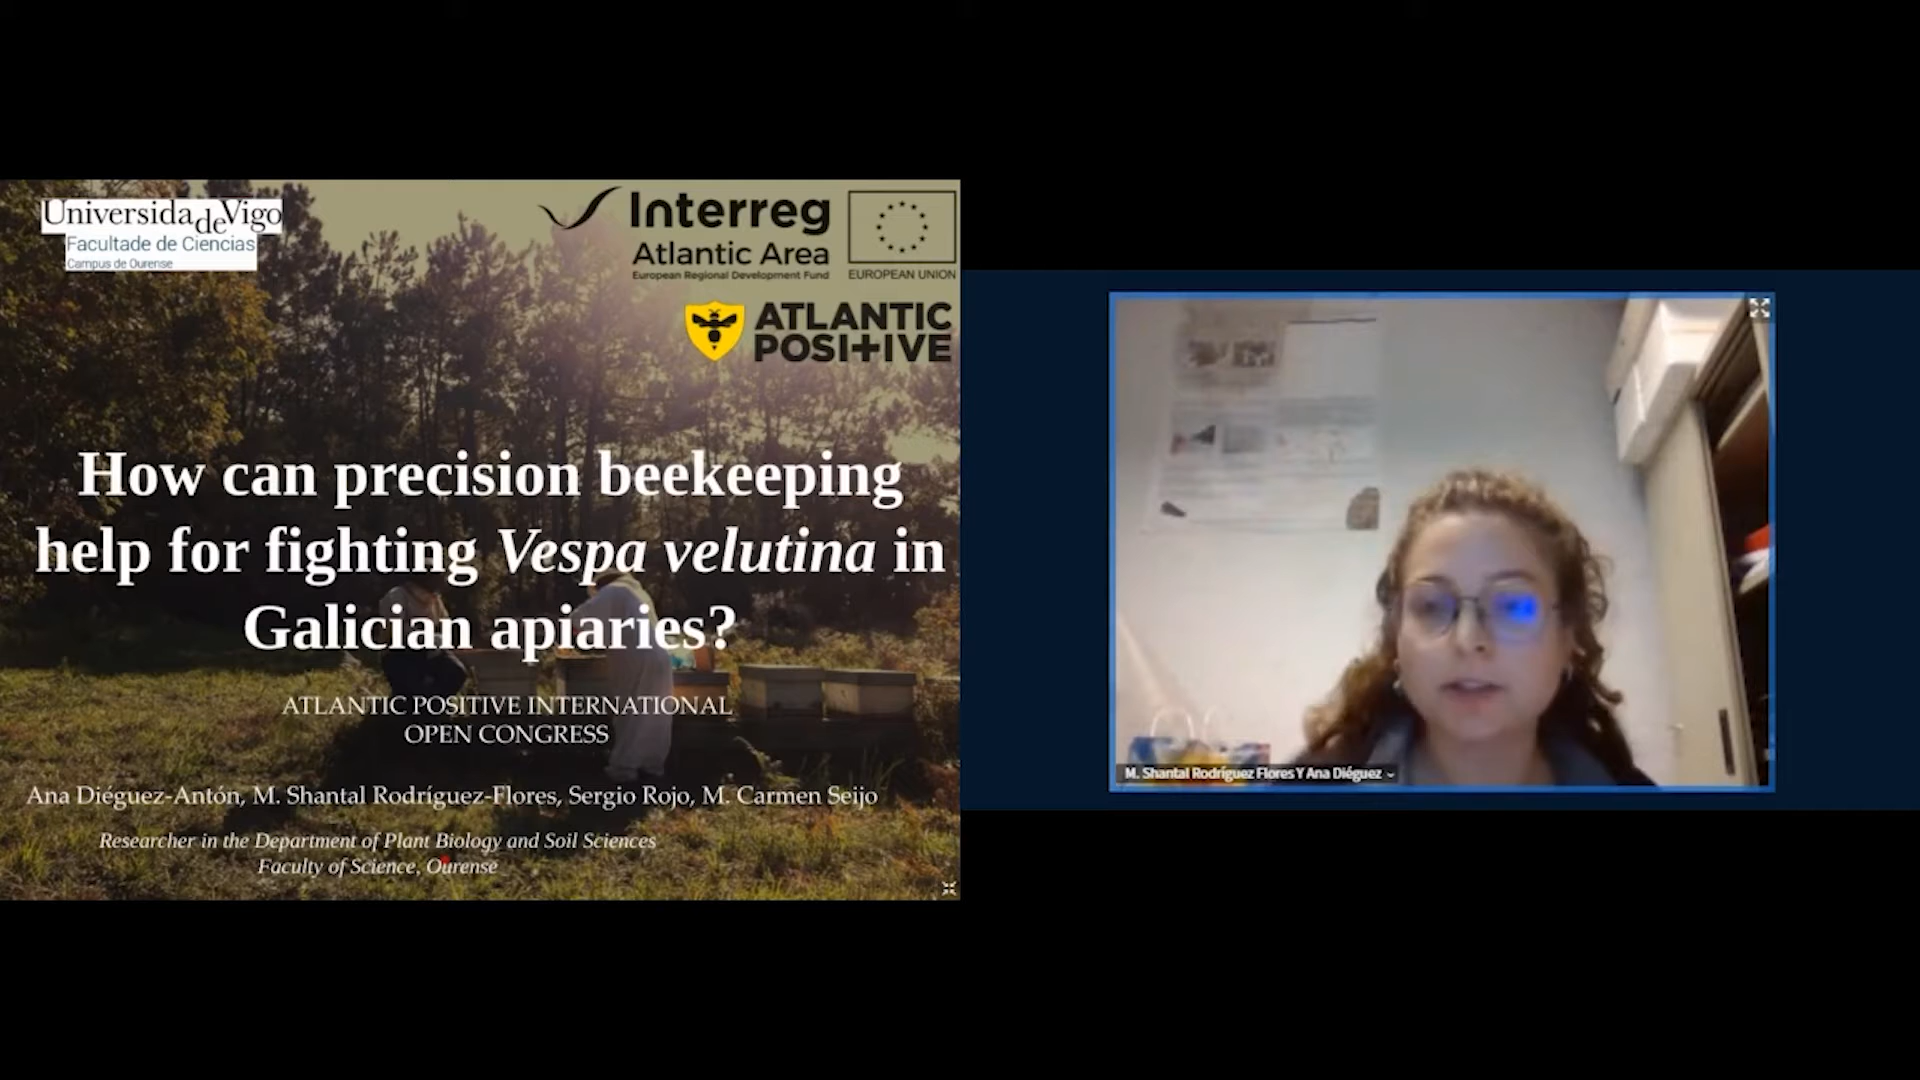 Universidade Vigo
Facultade de Ciencias
Campus de Ourense
Interreg
Atlantic Area
European Regional Development Fund
EUROPEAN UNION
ATLANTIC
POSITIVE
How can precision beekeeping
help for fighting Vespa velutina in
Galician apiaries?
ATLANTIC POSITIVE INTERNATIONAL
OPEN CONGRESS
Ana Diéguez-Antón, M. Shantal Rodríguez-Flores, Sergio Rojo, M. Carmen Seijo
Researcher in the Department of Plant Biology and Soil Sciences
Faculty of Science, Ourense
M. Shantal Rodríguez Flores Y Ana Diéguez